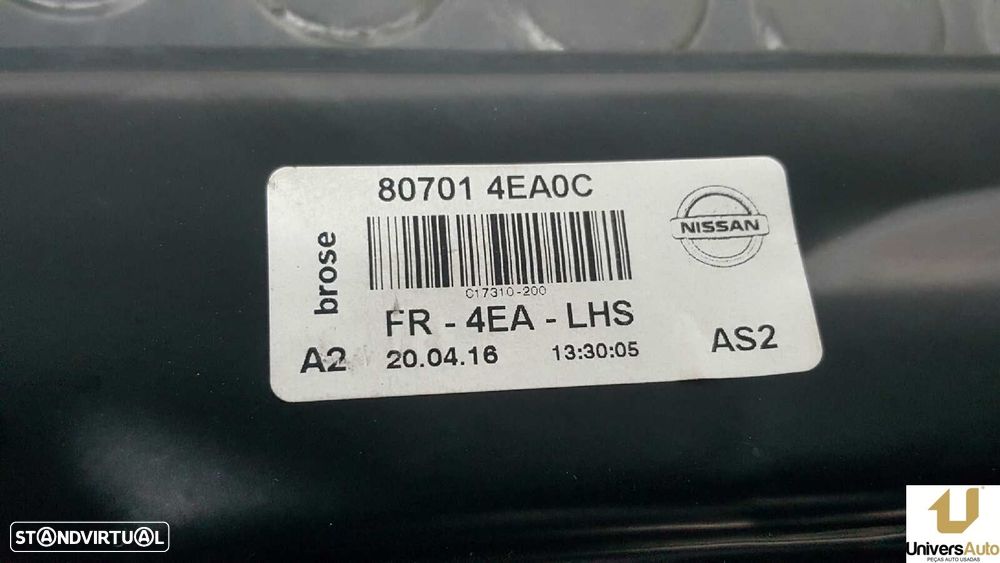 80701 4EA0C
NISSAN
brose
C17310-200
FR - 4EA - LHS
A2
20.04.16 13:30:05
AS2
STANDVIRTUAL
UniversAuto
PEÇAS AUTO USADAS